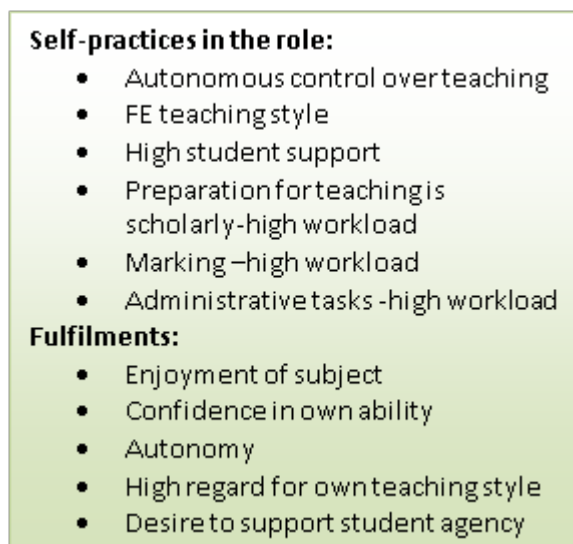 Self-practices in the role:
• Autonomous control over teaching
• FE teaching style
• High student support
• Preparation for teaching is
scholarly-high workload
• Marking –high workload
• Administrative tasks -high workload
Fulfilments:
• Enjoyment of subject
• Confidence in own ability
• Autonomy
• High regard for own teaching style
• Desire to support student agency